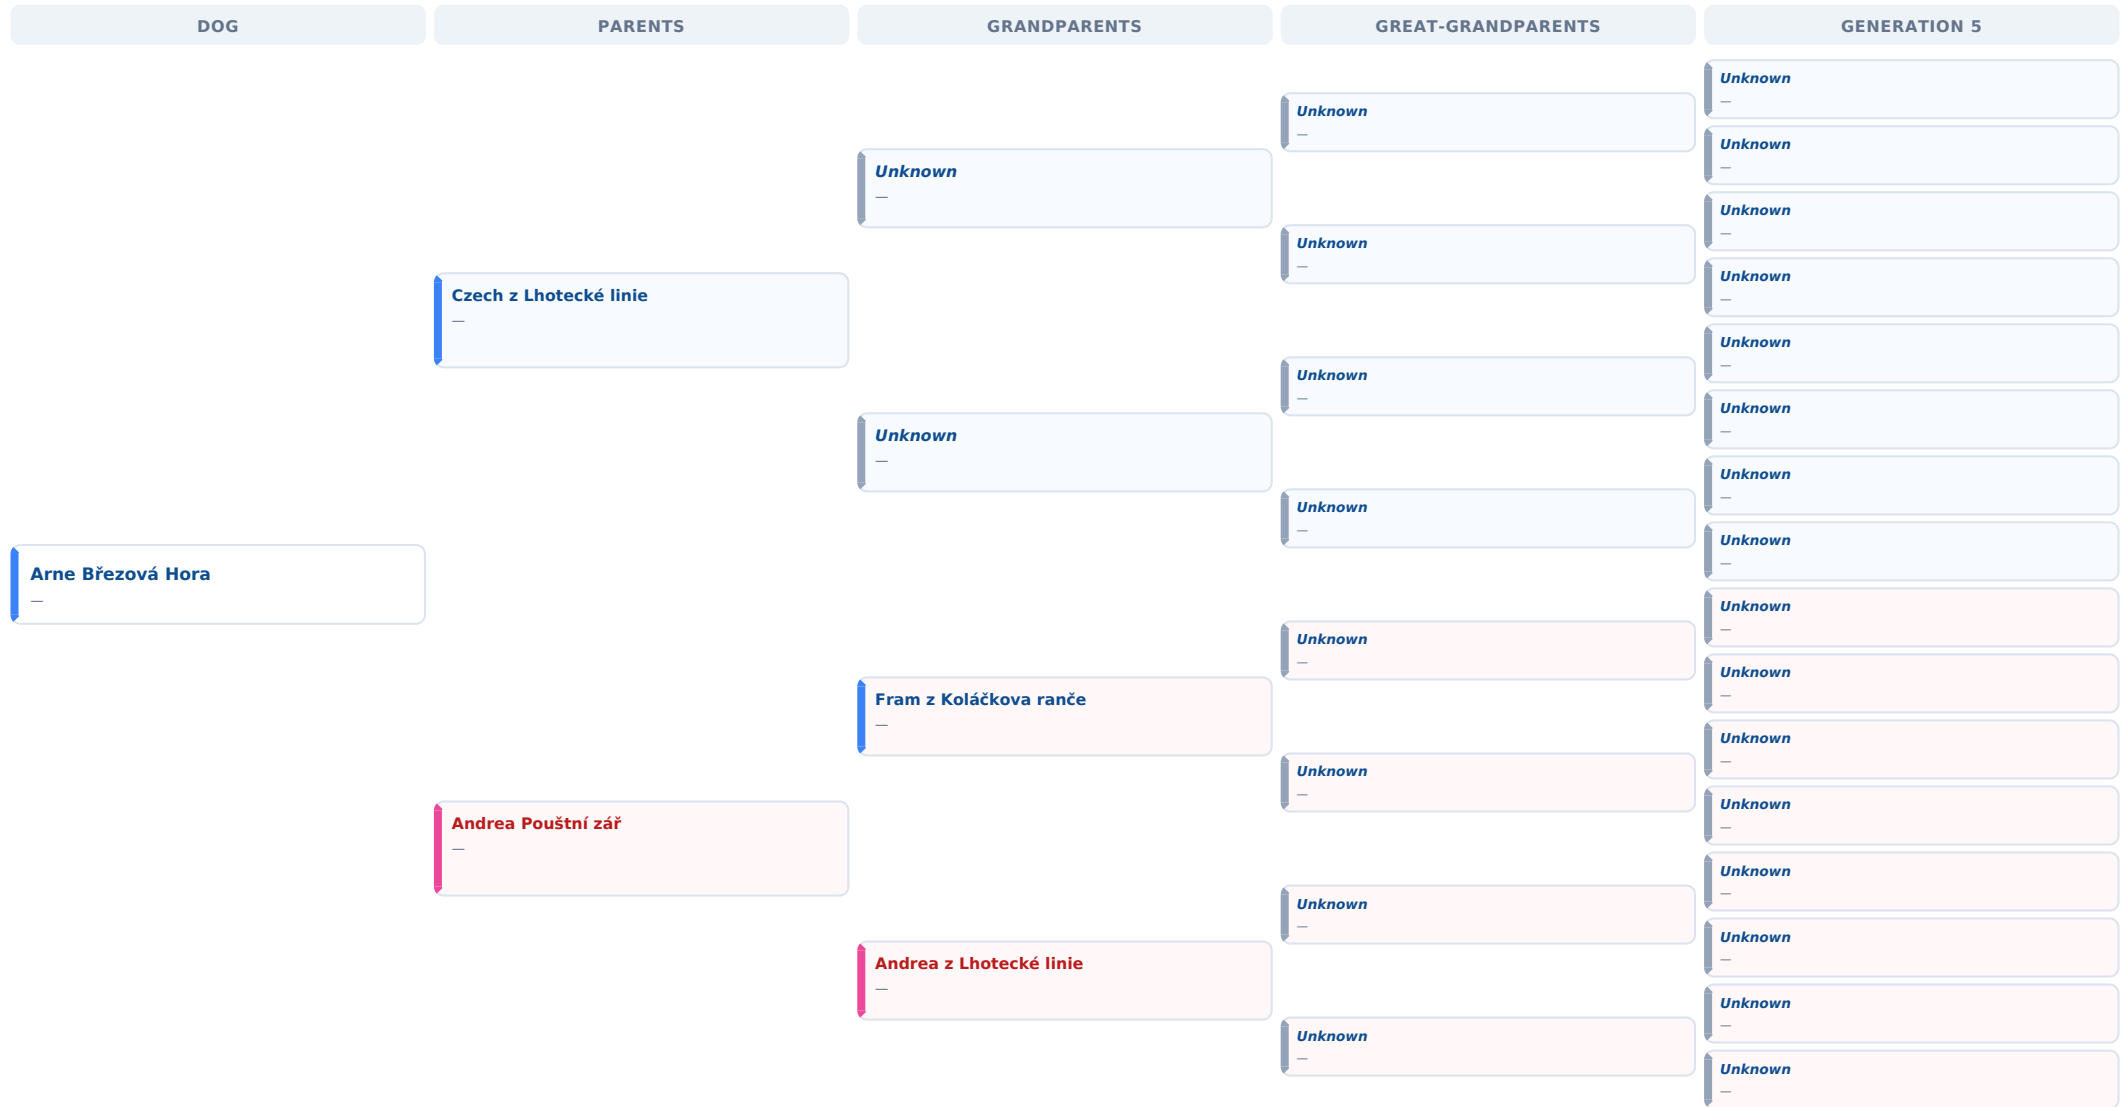 DOG
PARENTS
GRANDPARENTS
GREAT-GRANDPARENTS
GENERATION 5
Arne Březová Hora
—
Czech z Lhotecké linie
—
Andrea Pouštní zář
—
Unknown
—
Unknown
—
Fram z Koláčkova ranče
—
Andrea z Lhotecké linie
—
Unknown
—
Unknown
—
Unknown
—
Unknown
—
Unknown
—
Unknown
—
Unknown
—
Unknown
—
Unknown
—
Unknown
—
Unknown
—
Unknown
—
Unknown
—
Unknown
—
Unknown
—
Unknown
—
Unknown
—
Unknown
—
Unknown
—
Unknown
—
Unknown
—
Unknown
—
Unknown
—
Unknown
—